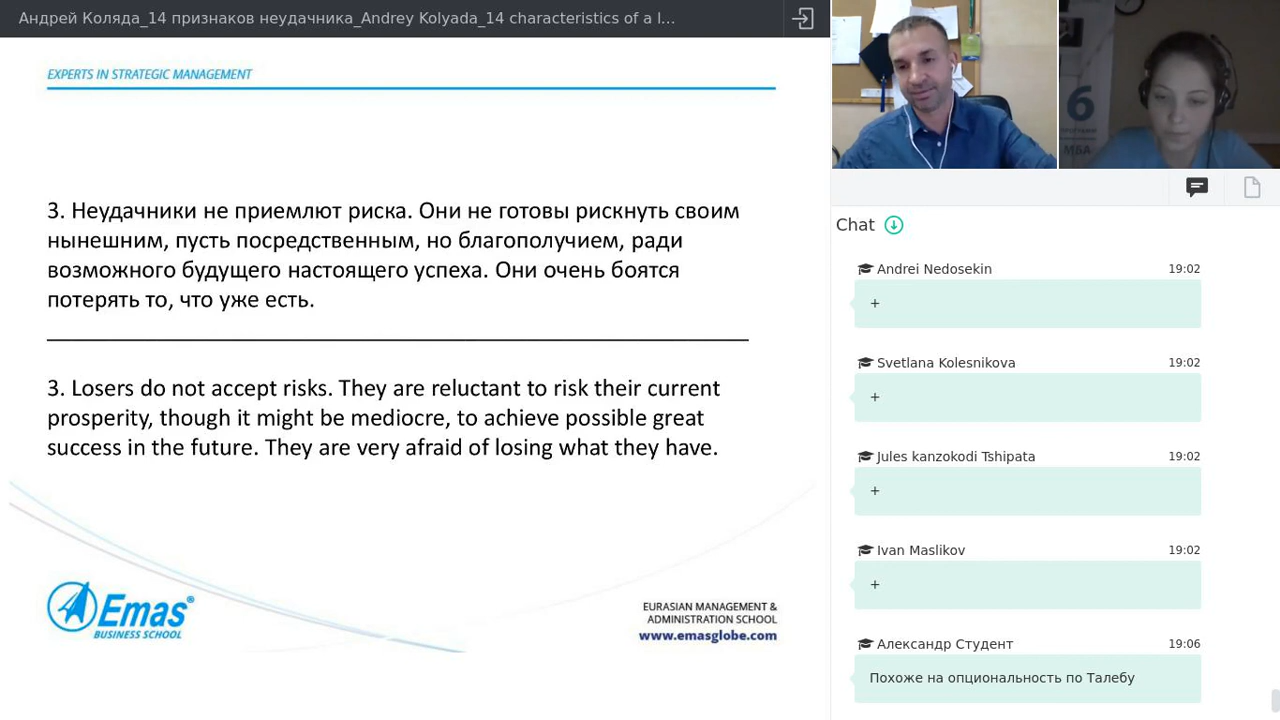 Андрей Коляда_14 признаков неудачника_Andrey Kolyada_14 characteristics of a l...
EXPERTS IN STRATEGIC MANAGEMENT
3. Неудачники не приемлют риска. Они не готовы рискнуть своим
нынешним, пусть посредственным, но благополучием, ради
возможного будущего настоящего успеха. Они очень боятся
потерять то, что уже есть.
3. Losers do not accept risks. They are reluctant to risk their current
prosperity, though it might be mediocre, to achieve possible great
success in the future. They are very afraid of losing what they have.
Emas®
BUSINESS SCHOOL
EURASIAN MANAGEMENT &
ADMINISTRATION SCHOOL
www.emasglobe.com
6
МБА
Chat
Andrei Nedosekin 19:02
+
Svetlana Kolesnikova 19:02
+
Jules kanzokodi Tshipata 19:02
+
Ivan Maslikov 19:02
+
Александр Студент 19:06
Похоже на опциональность по Талебу